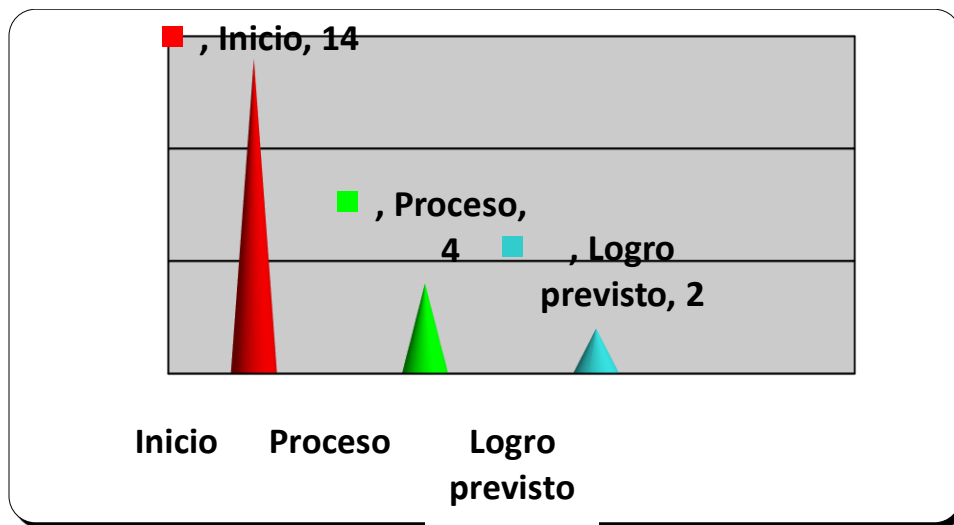 , Inicio, 14
, Proceso,
4
, Logro
previsto, 2
Inicio Proceso Logro
previsto